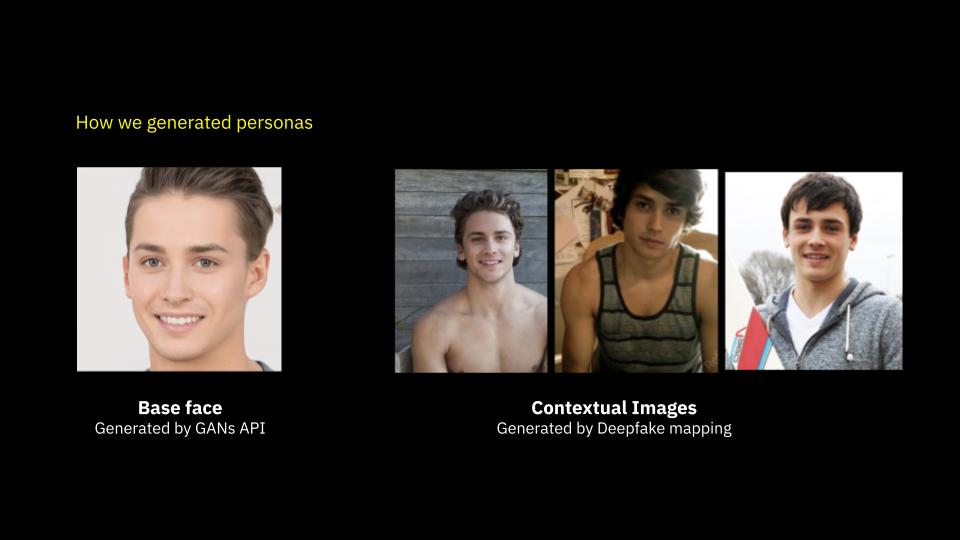 How we generated personas
Base face
Generated by GANs API
Contextual Images
Generated by Deepfake mapping